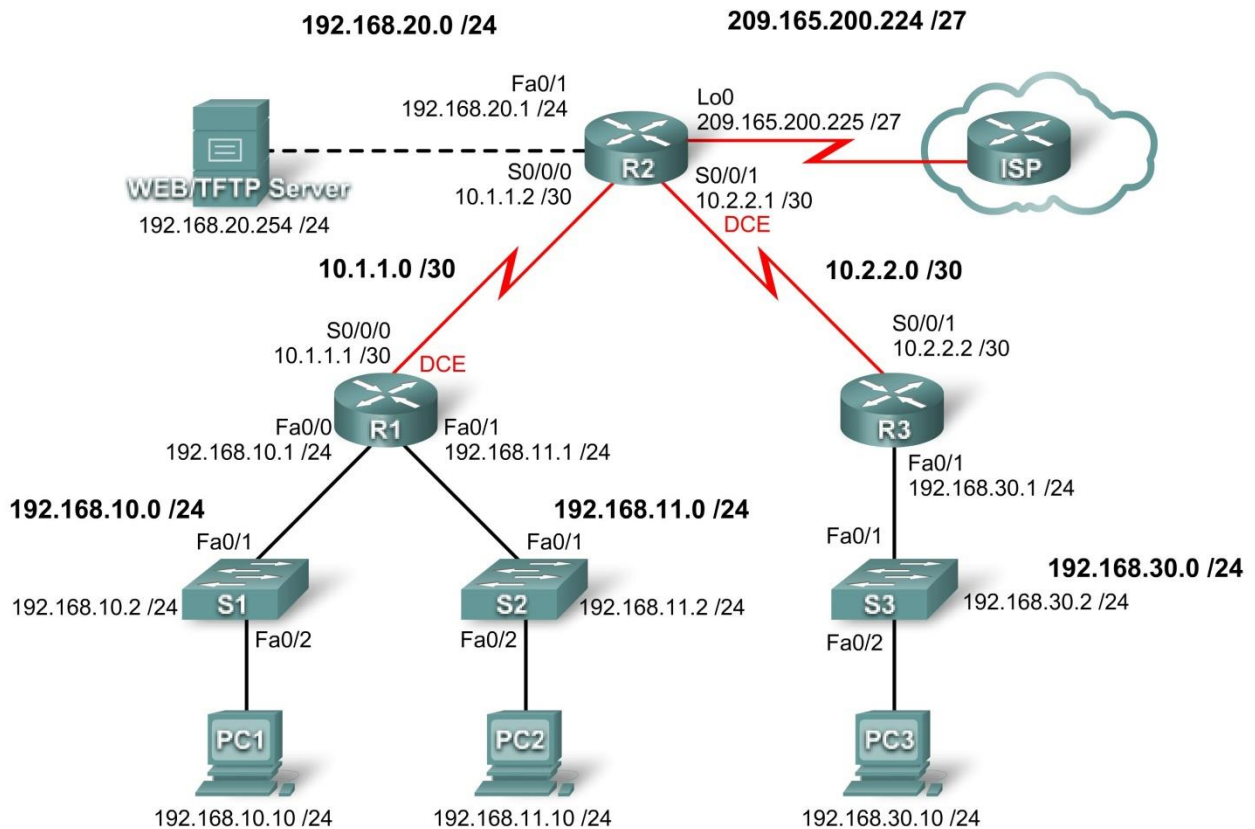 192.168.20.0 /24
209.165.200.224 /27
Fa0/1
192.168.20.1 /24
Lo0
209.165.200.225 /27
WEB/TFTP Server
192.168.20.254 /24
R2
ISP
S0/0/0
10.1.1.2 /30
S0/0/1
10.2.2.1 /30
DCE
10.1.1.0 /30
10.2.2.0 /30
S0/0/0
10.1.1.1 /30
DCE
S0/0/1
10.2.2.2 /30
R1
R3
Fa0/0
192.168.10.1 /24
Fa0/1
192.168.11.1 /24
Fa0/1
192.168.30.1 /24
192.168.10.0 /24
192.168.11.0 /24
192.168.30.0 /24
Fa0/1
Fa0/1
Fa0/1
S1
192.168.10.2 /24
S2
192.168.11.2 /24
S3
192.168.30.2 /24
Fa0/2
Fa0/2
Fa0/2
PC1
PC2
PC3
192.168.10.10 /24
192.168.11.10 /24
192.168.30.10 /24